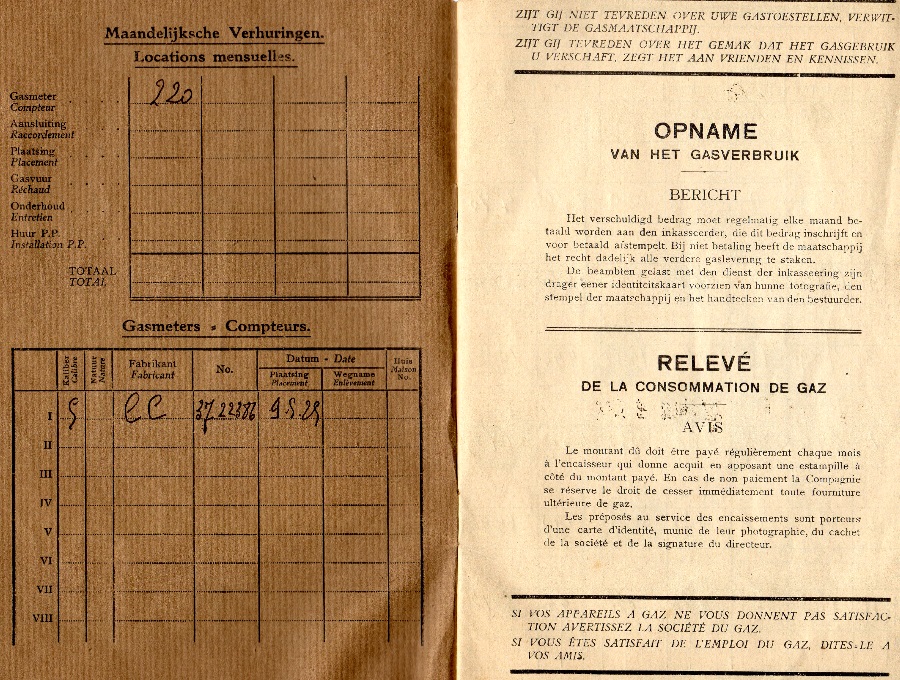 Maandelijksche Verhuringen.
Locations mensuelles.
Gasmeter 220
Compteur
Aansluiting
Raccordement
Plaatsing
Placement
Gasvuur
Réchaud
Onderhoud
Entretien
Huur P.P.
Installation P.P.
TOTAAL
TOTAL
Gasmeters - Compteurs.
Kaliber
Calibre
Natuur
Nature
Fabrikant
Fabricant
No.
Datum - Date
Plaatsing
Placement
Wegname
Enlèvement
Huis
Maison
No.
I 5
II
III
IV
V
VI
VII
VIII
ZIJT GIJ NIET TEVREDEN OVER UWE GASTOESTELLEN, VERWIT-
TIGT DE GASMAATSCHAPPIJ.
ZIJT GIJ TEVREDEN OVER HET GEMAK DAT HET GASGEBRUIK
U VERSCHAFT, ZEGT HET AAN VRIENDEN EN KENNISSEN.
OPNAME
VAN HET GASVERBRUIK
BERICHT
Het verschuldigd bedrag moet regelmatig elke maand be-
taald worden aan den inkasseerder, die dit bedrag inschrijft en
voor betaald afstempelt. Bij niet betaling heeft de maatschappij
het recht dadelijk alle verdere gaslevering te staken.
De beambten gelast met den dienst der inkasseering zijn
drager eener identiteitskaart voorzien van hunne fotografie, den
stempel der maatschappij en het handteeken van den bestuurder.
RELEVÉ
DE LA CONSOMMATION DE GAZ
AVIS
Le montant dû doit être payé régulièrement chaque mois
à l'encaisseur qui donne acquit en apposant une estampille à
côté du montant payé. En cas de non paiement la Compagnie
se réserve le droit de cesser immédiatement toute fourniture
ultérieure de gaz.
Les préposés au service des encaissements sont porteurs
d'une carte d'identité, munie de leur photographie, du cachet
de la société et de la signature du directeur.
SI VOS APPAREILS A GAZ NE VOUS DONNENT PAS SATISFAC-
TION AVERTISSEZ LA SOCIÉTÉ DU GAZ.
SI VOUS ÊTES SATISFAIT DE L'EMPLOI DU GAZ, DITES-LE A
VOS AMIS.